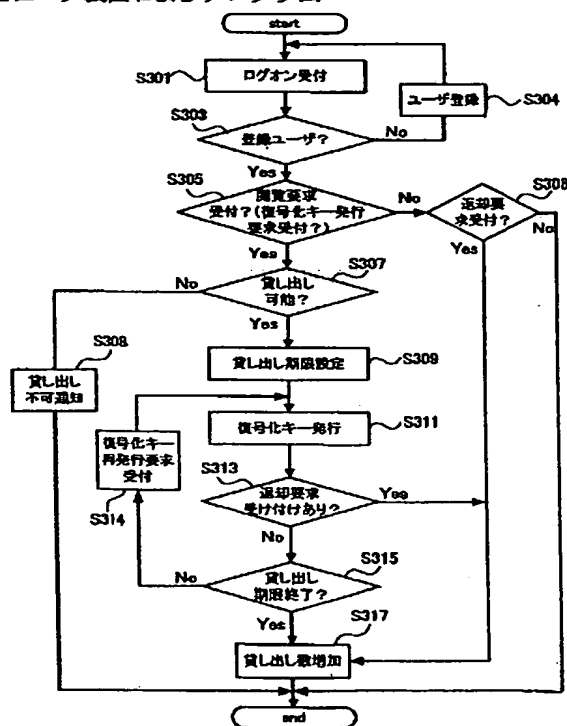 start
S301
ログオン受付
ユーザ登録
S304
S303
登録ユーザ？
No
Yes
S305
閲覧要求
受付？(復号化キー発行
要求受付？)
No
S306
返却要
求受付？
No
Yes
Yes
S307
貸し出し
可能？
No
Yes
S308
貸し出し
不可通知
貸し出し期限設定
S309
復号化キー発行
S311
復号化キー
再発行要求
受付
S314
S313
返却要求
受け付けあり？
Yes
No
S315
貸し出し
期限終了？
No
Yes
S317
貸し出し数増加
end